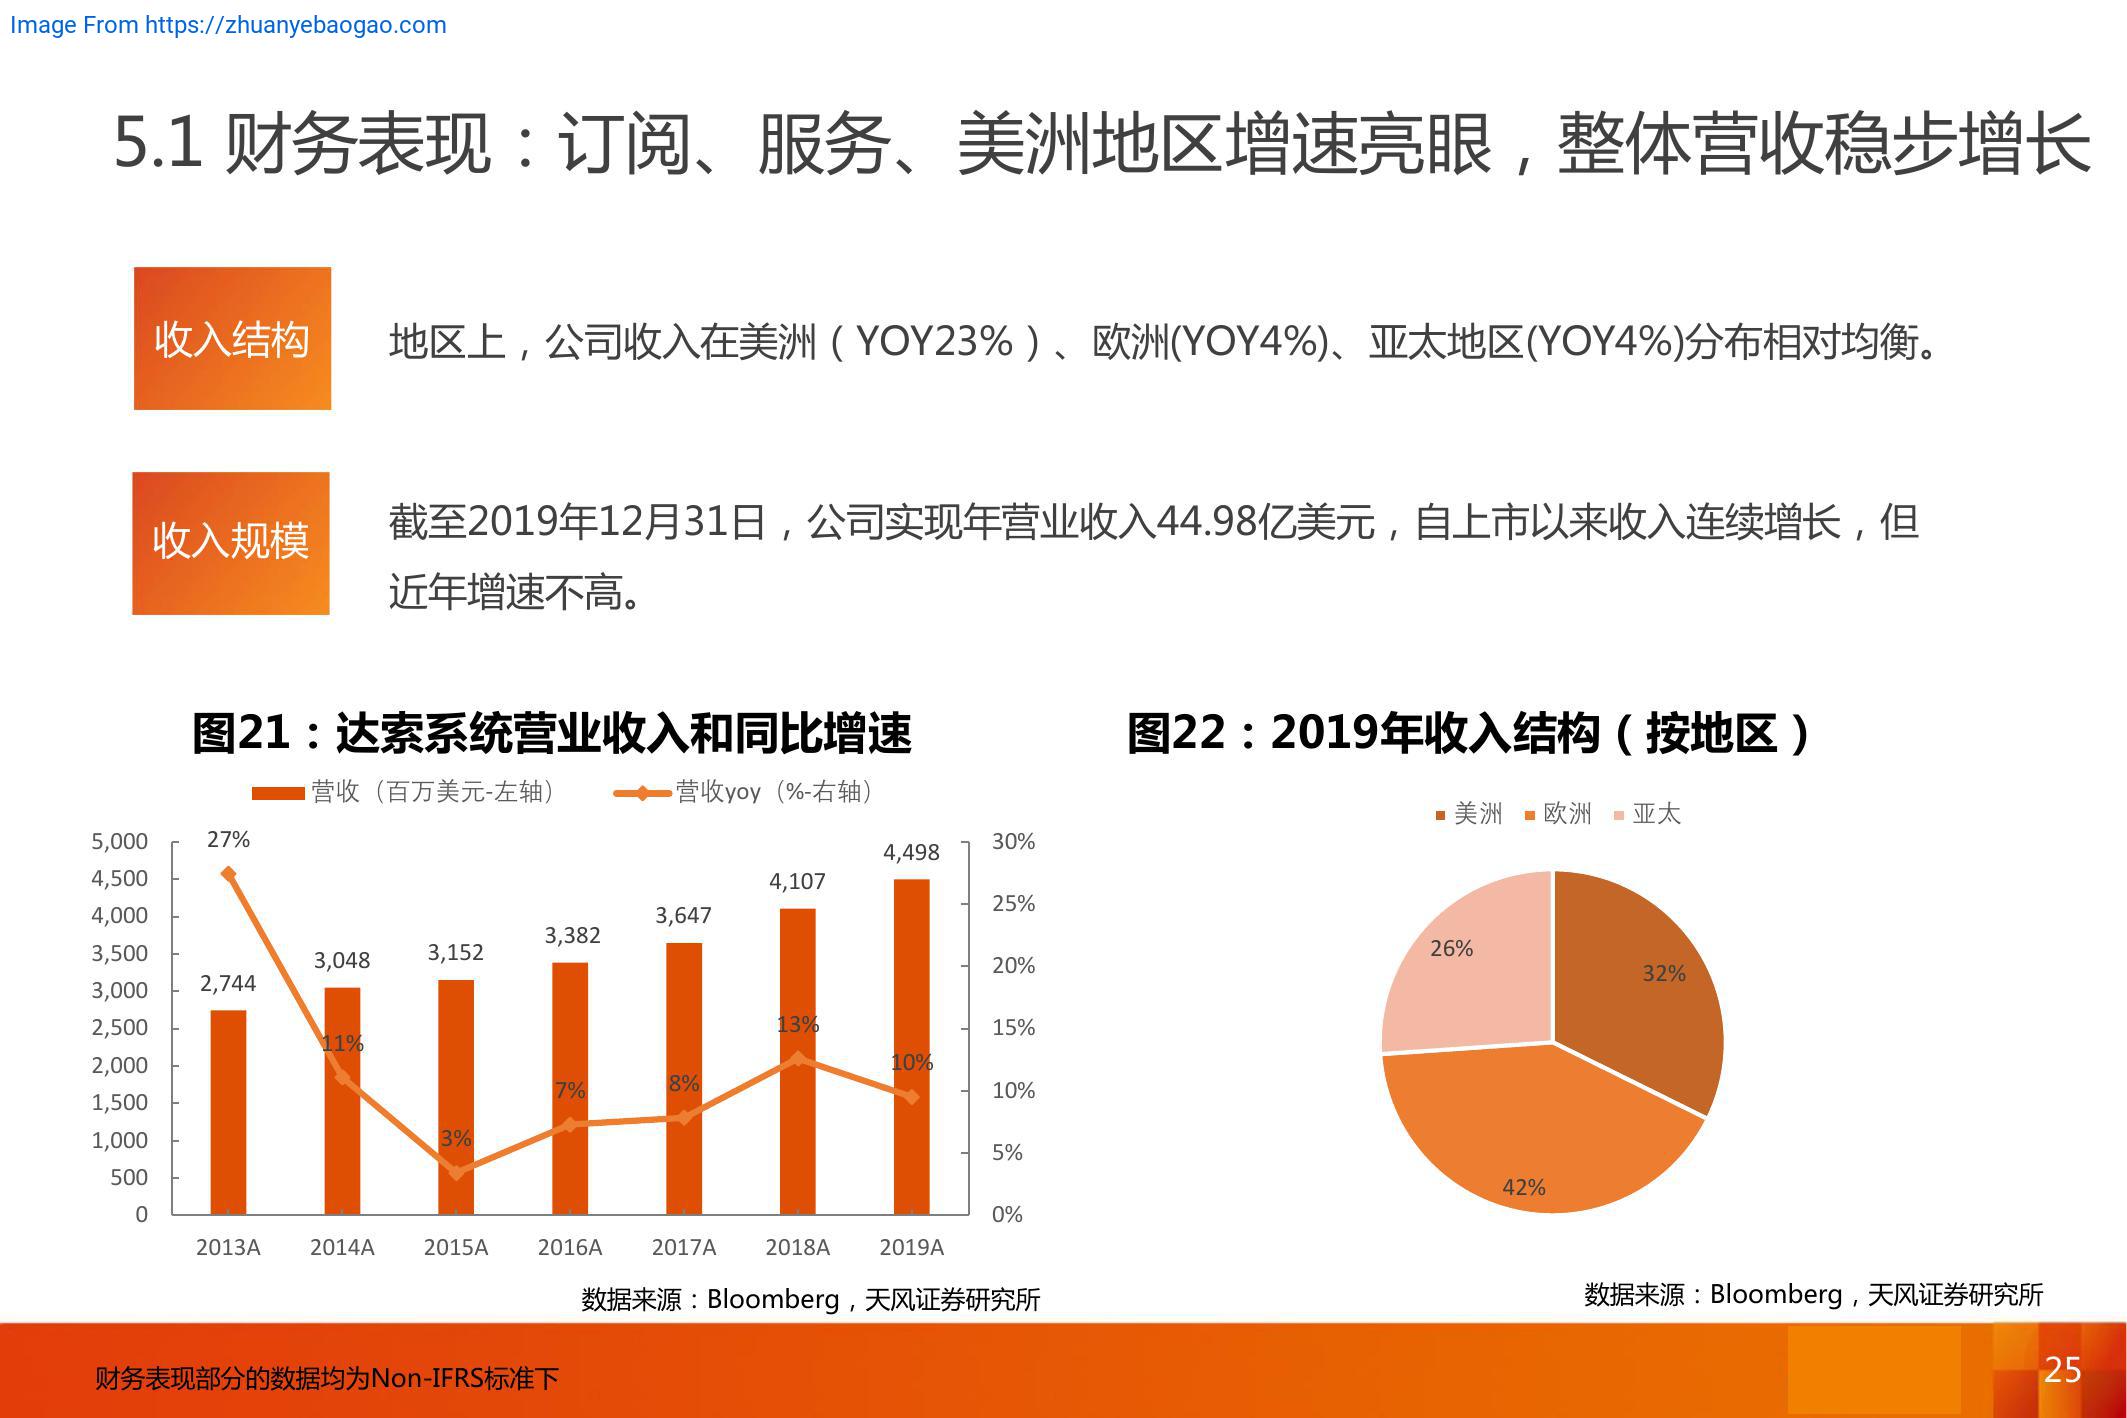 Image From https://zhuanyebaogao.com
5.1 财务表现：订阅、服务、美洲地区增速亮眼，整体营收稳步增长
收入结构
地区上，公司收入在美洲（YOY23%）、欧洲(YOY4%)、亚太地区(YOY4%)分布相对均衡。
收入规模
截至2019年12月31日，公司实现年营业收入44.98亿美元，自上市以来收入连续增长，但
近年增速不高。
图21：达索系统营业收入和同比增速
营收（百万美元-左轴）
营收yoy（%-右轴）
5,000
4,500
4,000
3,500
3,000
2,500
2,000
1,500
1,000
500
0
27%
11%
3%
7%
8%
13%
10%
2,744
3,048
3,152
3,382
3,647
4,107
4,498
30%
25%
20%
15%
10%
5%
0%
2013A
2014A
2015A
2016A
2017A
2018A
2019A
数据来源：Bloomberg，天风证券研究所
图22：2019年收入结构（按地区）
美洲 欧洲 亚太
26%
32%
42%
数据来源：Bloomberg，天风证券研究所
财务表现部分的数据均为Non-IFRS标准下
25